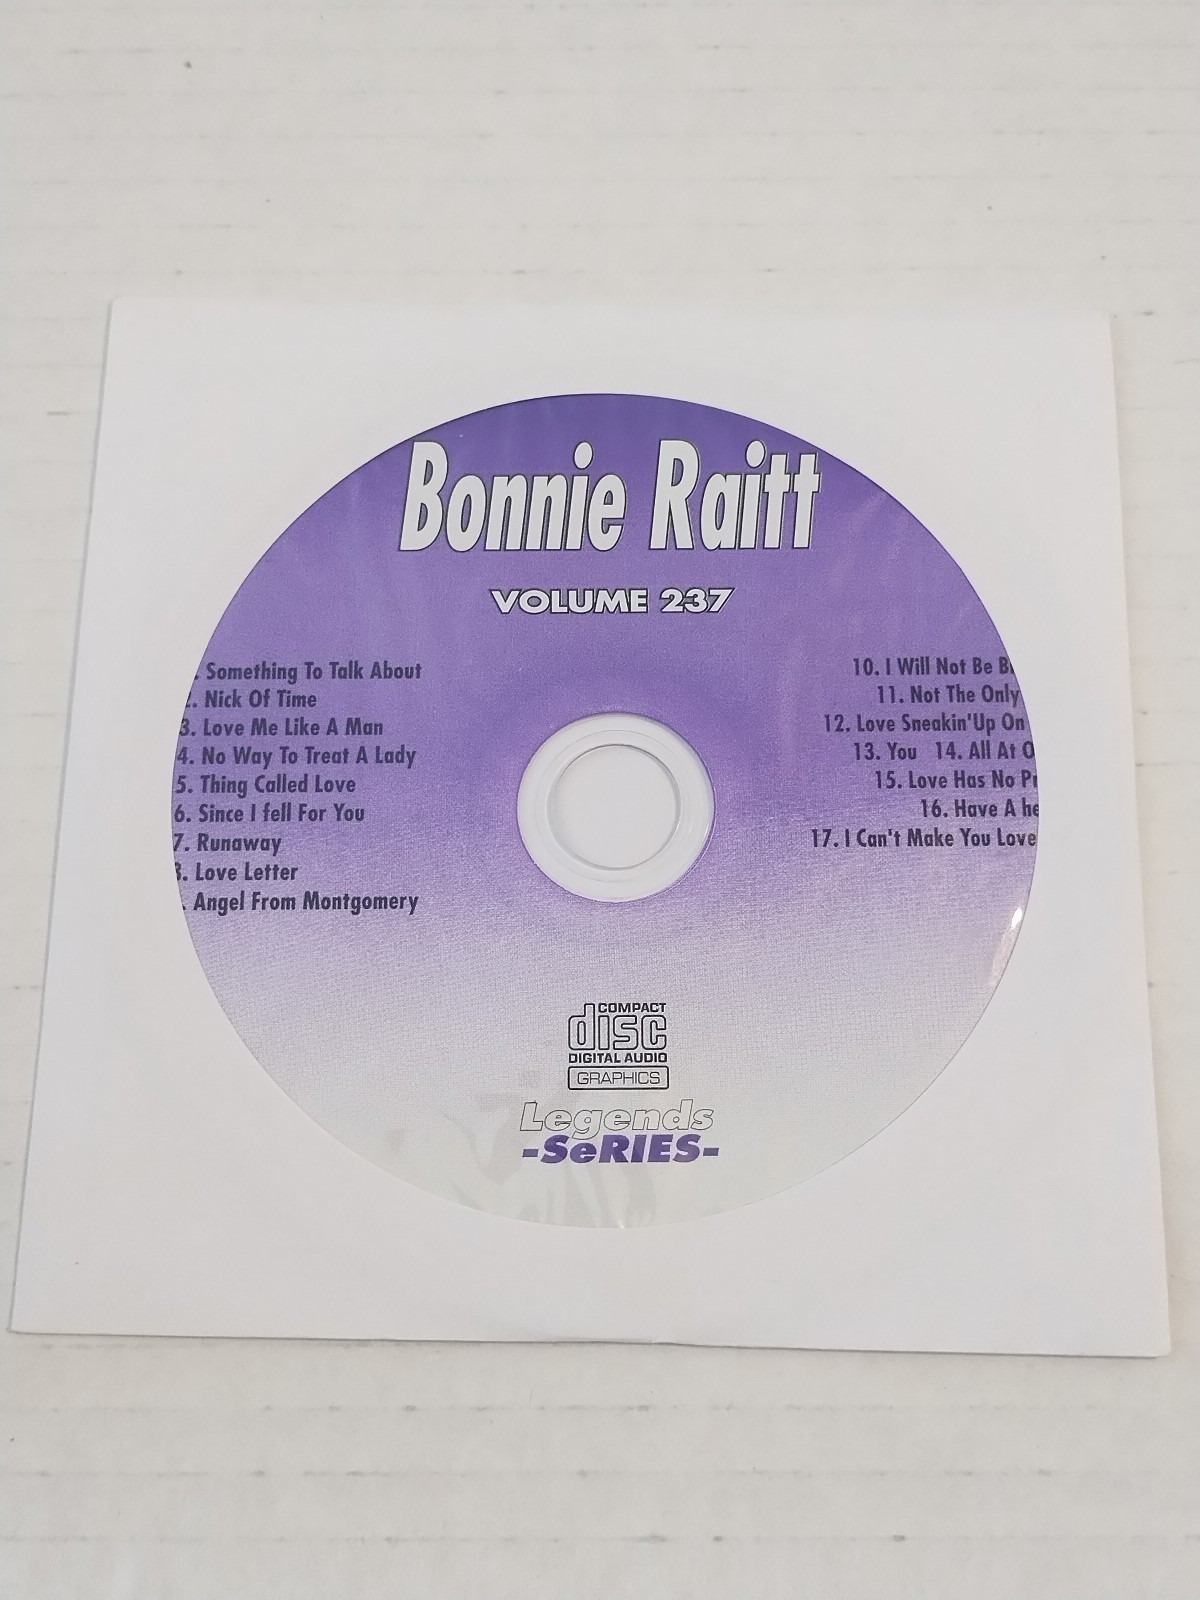 Bonnie Raitt
VOLUME 237
. Something To Talk About
2. Nick Of Time
3. Love Me Like A Man
4. No Way To Treat A Lady
5. Thing Called Love
6. Since I fell For You
7. Runaway
8. Love Letter
. Angel From Montgomery
10. I Will Not Be
11. Not The Only
12. Love Sneakin'Up On
13. You 14. All At
15. Love Has No
16. Have A
17. I Can't Make You Love
COMPACT
disc
DIGITAL AUDIO
GRAPHICS
Legends
-SeRIES-